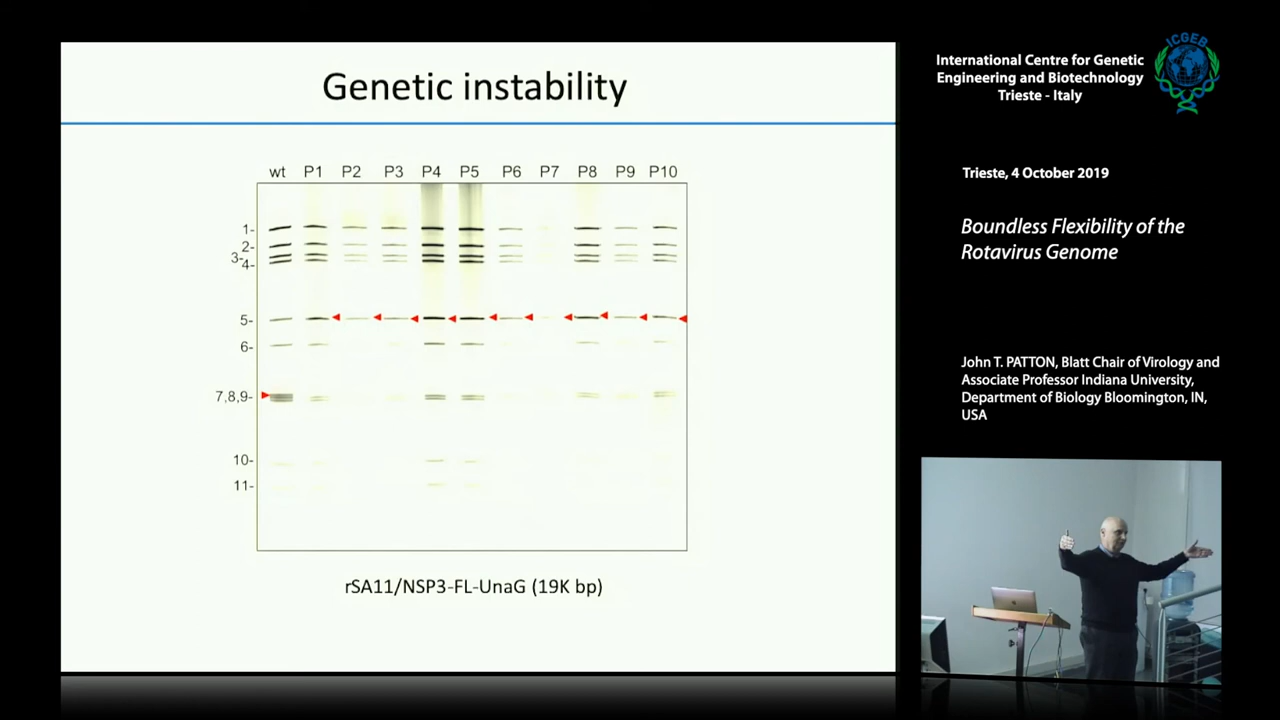 Genetic instability
wt P1 P2 P3 P4 P5 P6 P7 P8 P9 P10
1-
2-
3-
4-
5-
6-
7,8,9-
10-
11-
rSA11/NSP3-FL-UnaG (19K bp)
International Centre for Genetic
Engineering and Biotechnology
Trieste - Italy
ICGEB
Trieste, 4 October 2019
Boundless Flexibility of the
Rotavirus Genome
John T. PATTON, Blatt Chair of Virology and
Associate Professor Indiana University,
Department of Biology Bloomington, IN,
USA